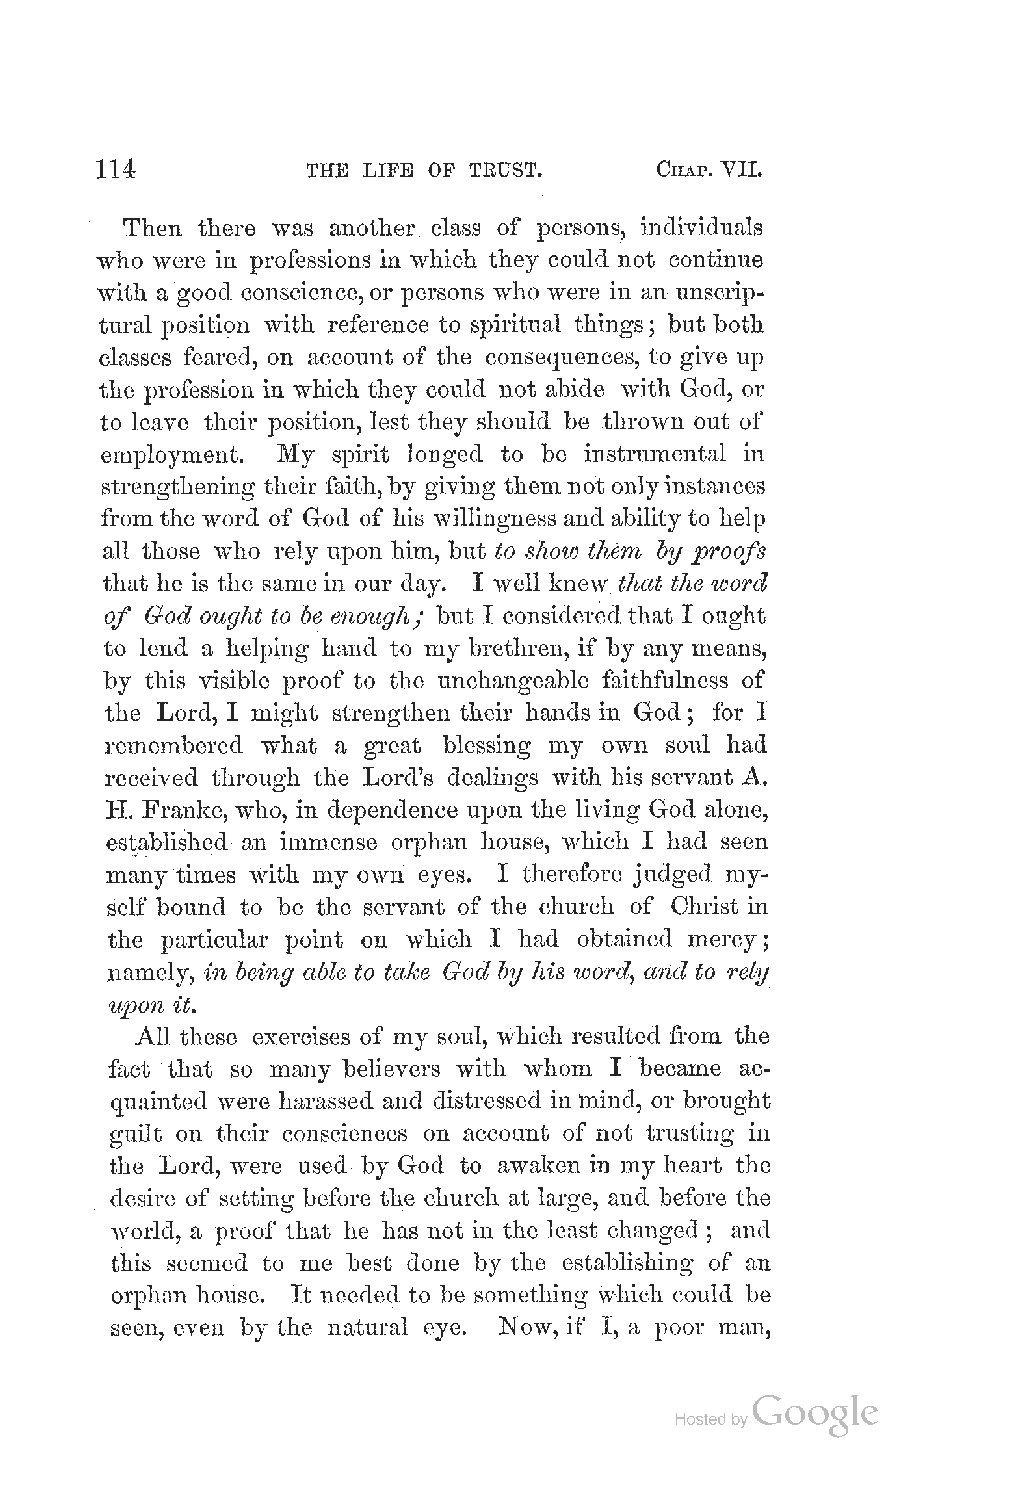 114 THE LIFE OF TRUST. CHAP. VII.
Then there was another class of persons, individuals
who were in professions in which they could not continue
with a good conscience, or persons who were in an unscrip-
tural position with reference to spiritual things; but both
classes feared, on account of the consequences, to give up
the profession in which they could not abide with God, or
to leave their position, lest they should be thrown out of
employment. My spirit longed to be instrumental in
strengthening their faith, by giving them not only instances
from the word of God of his willingness and ability to help
all those who rely upon him, but to show them by proofs
that he is the same in our day. I well knew that the word
of God ought to be enough; but I considered that I ought
to lend a helping hand to my brethren, if by any means,
by this visible proof to the unchangeable faithfulness of
the Lord, I might strengthen their hands in God; for I
remembered what a great blessing my own soul had
received through the Lord's dealings with his servant A.
H. Franke, who, in dependence upon the living God alone,
established an immense orphan house, which I had seen
many times with my own eyes. I therefore judged my-
self bound to be the servant of the church of Christ in
the particular point on which I had obtained mercy;
namely, in being able to take God by his word, and to rely
upon it.
All these exercises of my soul, which resulted from the
fact that so many believers with whom I became ac-
quainted were harassed and distressed in mind, or brought
guilt on their consciences on account of not trusting in
the Lord, were used by God to awaken in my heart the
desire of setting before the church at large, and before the
world, a proof that he has not in the least changed; and
this seemed to me best done by the establishing of an
orphan house. It needed to be something which could be
seen, even by the natural eye. Now, if I, a poor man,
Hosted by Google